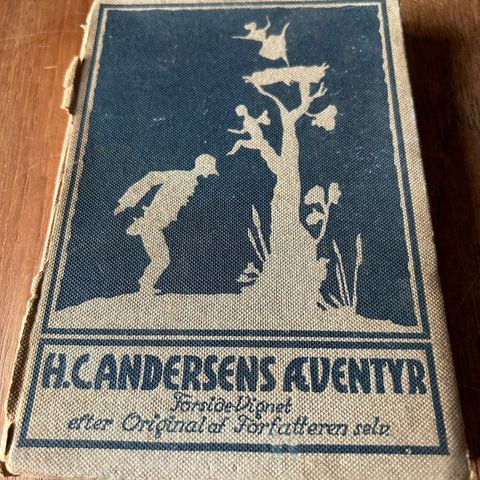 H.C.ANDERSENS ÆVENTYR
Forside-Vignet
efter Original af Forfatteren selv.